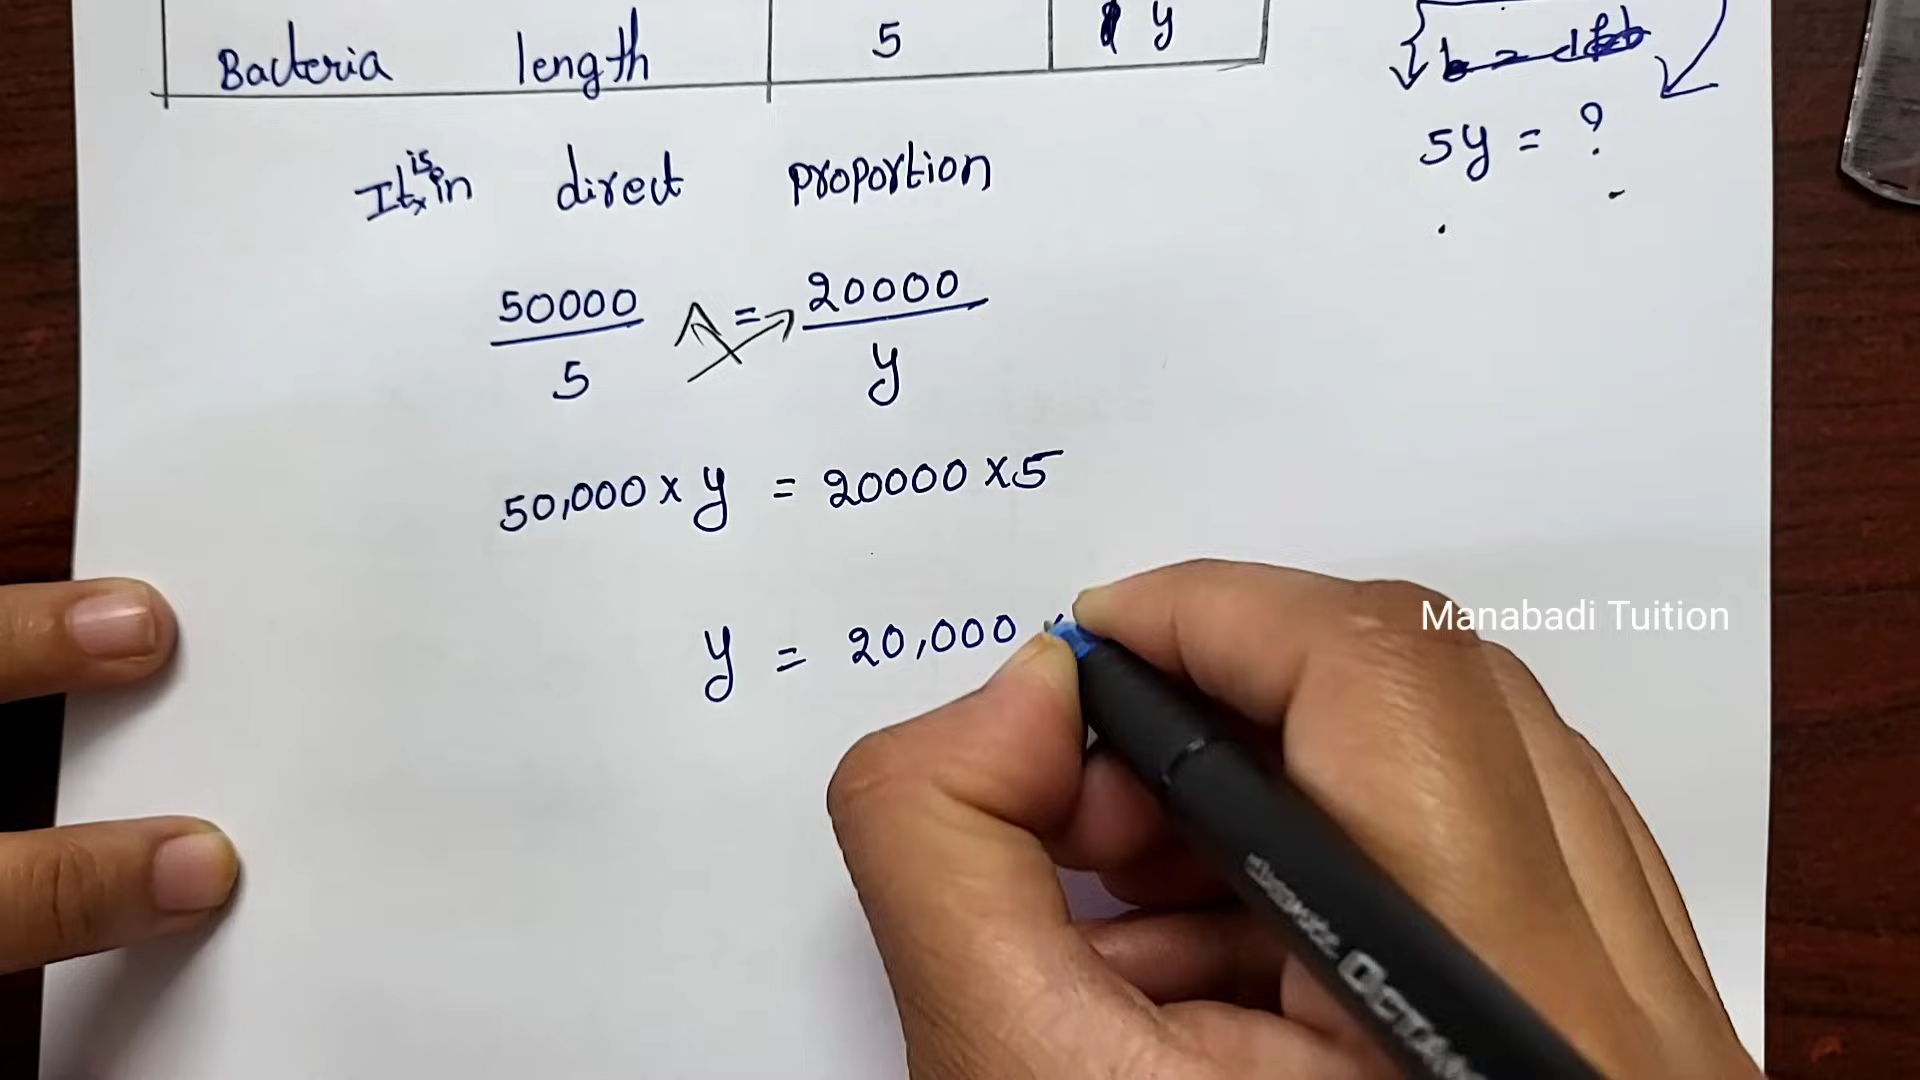 Bacteria length 5 y
It is in direct proportion
5y = ?
50000 = 20000
5 y
50,000 x y = 20000 x 5
y = 20,000
Manabadi Tuition
OCTANE